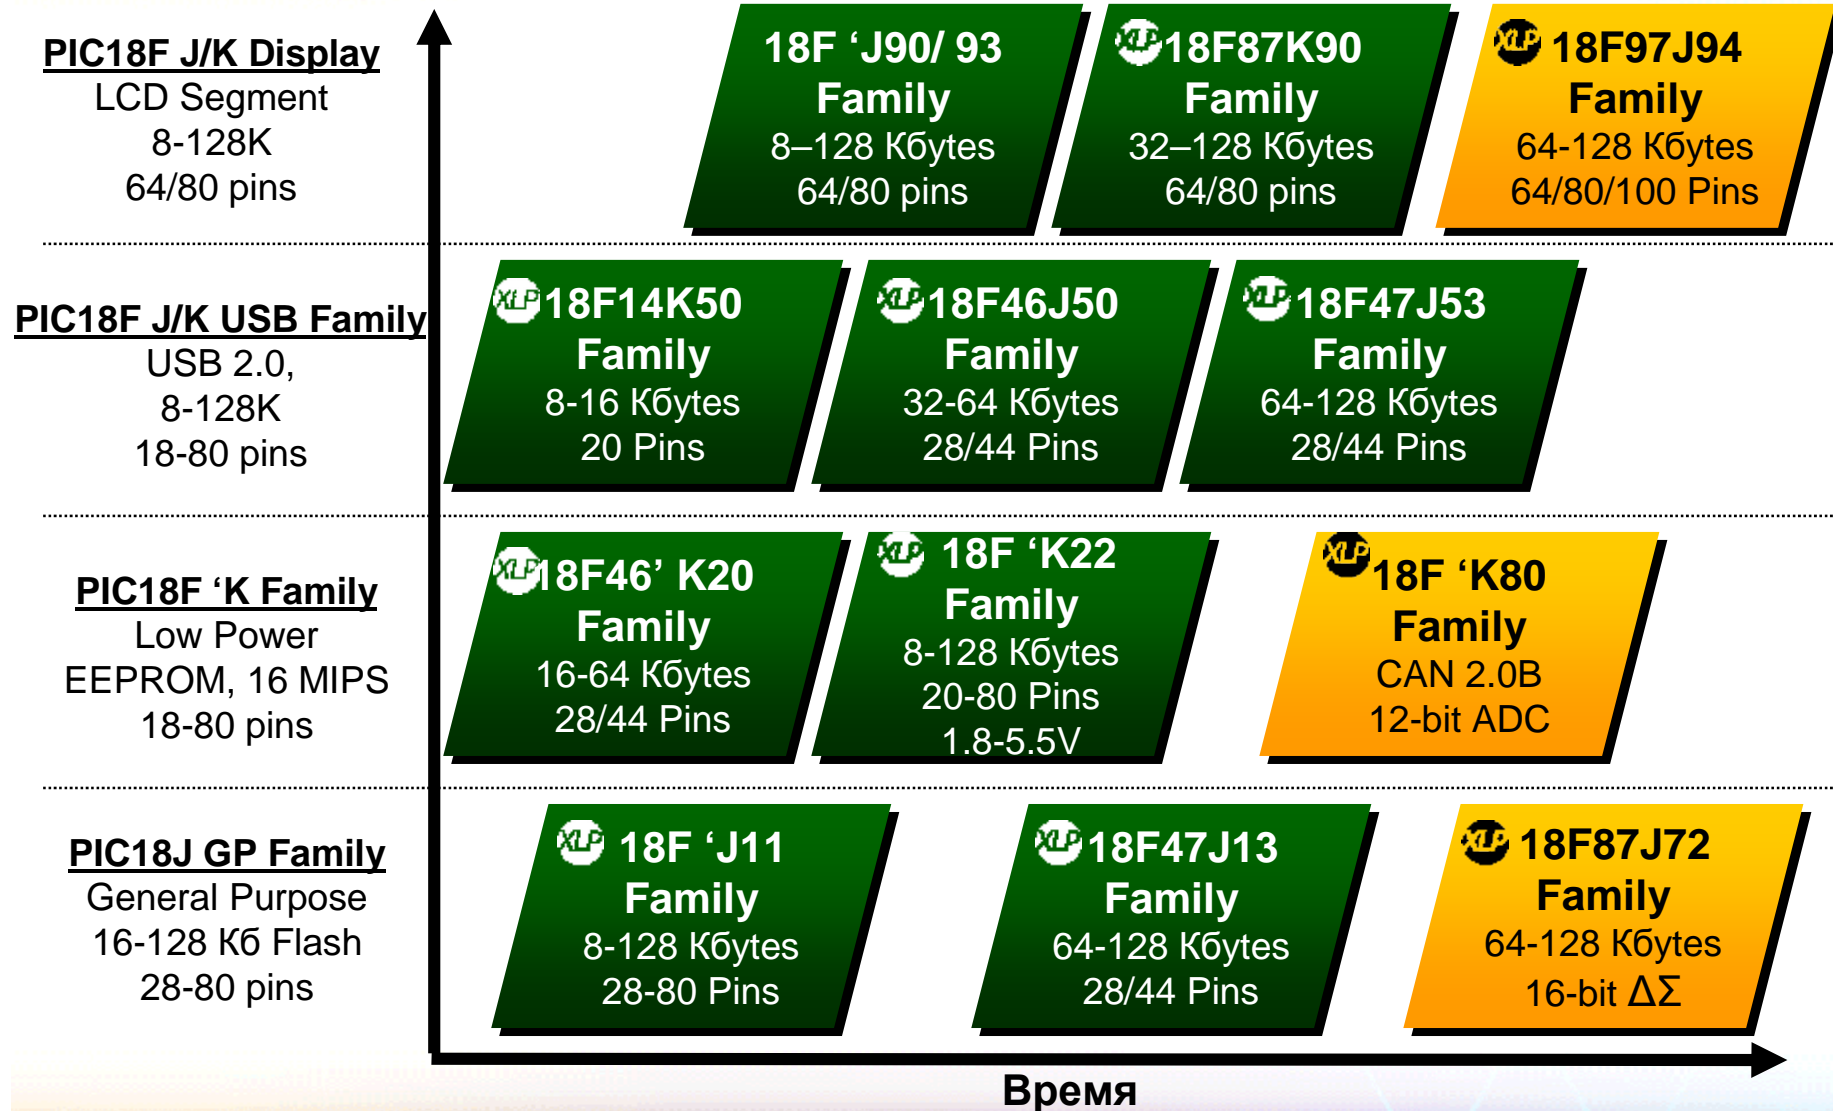 PIC18F J/K Display
LCD Segment
8-128K
64/80 pins
18F ‘J90/ 93
Family
8–128 Кбytes
64/80 pins
XLP
18F87K90
Family
32–128 Кбytes
64/80 pins
XLP
18F97J94
Family
64-128 Кбytes
64/80/100 Pins
PIC18F J/K USB Family
USB 2.0,
8-128K
18-80 pins
XLP
18F14K50
Family
8-16 Кбytes
20 Pins
XLP
18F46J50
Family
32-64 Кбytes
28/44 Pins
XLP
18F47J53
Family
64-128 Кбytes
28/44 Pins
PIC18F ‘K Family
Low Power
EEPROM, 16 MIPS
18-80 pins
XLP
18F46’ K20
Family
16-64 Кбytes
28/44 Pins
XLP
18F ‘K22
Family
8-128 Кбytes
20-80 Pins
1.8-5.5V
XLP
18F ‘K80
Family
CAN 2.0B
12-bit ADC
PIC18J GP Family
General Purpose
16-128 Кб Flash
28-80 pins
XLP
18F ‘J11
Family
8-128 Кбytes
28-80 Pins
XLP
18F47J13
Family
64-128 Кбytes
28/44 Pins
XLP
18F87J72
Family
64-128 Кбytes
16-bit ΔΣ
Время